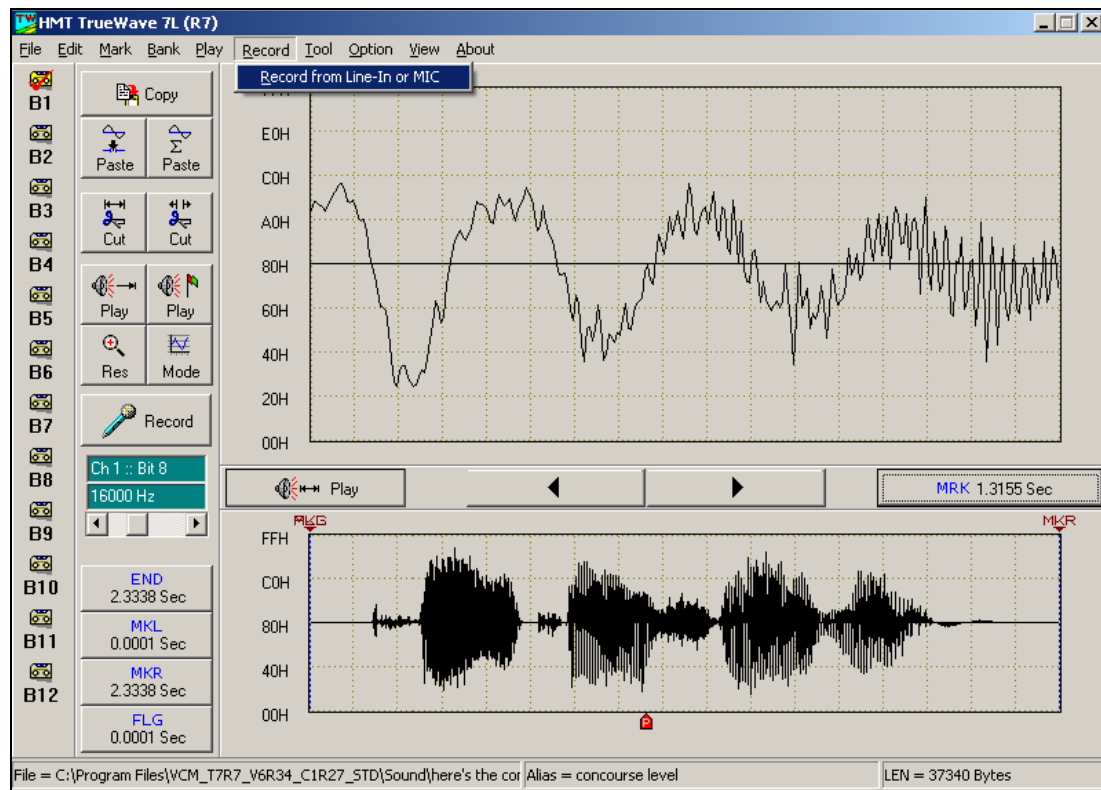 HMT TrueWave 7L (R7)
File Edit Mark Bank Play Record Tool Option View About
Record from Line-In or MIC
B1
B2
B3
B4
B5
B6
B7
B8
B9
B10
B11
B12
Copy
Paste Paste
Cut Cut
Play Play
Res Mode
Record
Ch 1 :: Bit 8
16000 Hz
END
2.3338 Sec
MKL
0.0001 Sec
MKR
2.3338 Sec
FLG
0.0001 Sec
E0H
C0H
A0H
80H
60H
40H
20H
00H
Play
MRK 1.3155 Sec
MKR
FFH
C0H
80H
40H
00H
P
File = C:\Program Files\VCM_T7R7_V6R34_C1R27_STD\Sound\here's the cor
Alias = concourse level
LEN = 37340 Bytes